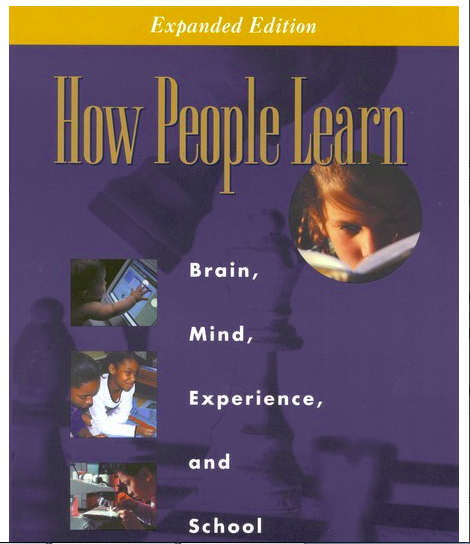 Expanded Edition
How People Learn
Brain,
Mind,
Experience,
and
School